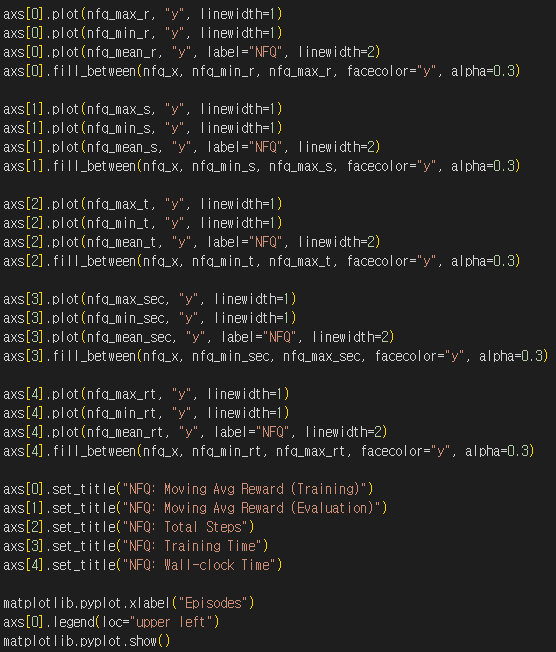 axs[0].plot(nfq_max_r, "y", linewidth=1)
axs[0].plot(nfq_min_r, "y", linewidth=1)
axs[0].plot(nfq_mean_r, "y", label="NFQ", linewidth=2)
axs[0].fill_between(nfq_x, nfq_min_r, nfq_max_r, facecolor="y", alpha=0.3)
axs[1].plot(nfq_max_s, "y", linewidth=1)
axs[1].plot(nfq_min_s, "y", linewidth=1)
axs[1].plot(nfq_mean_s, "y", label="NFQ", linewidth=2)
axs[1].fill_between(nfq_x, nfq_min_s, nfq_max_s, facecolor="y", alpha=0.3)
axs[2].plot(nfq_max_t, "y", linewidth=1)
axs[2].plot(nfq_min_t, "y", linewidth=1)
axs[2].plot(nfq_mean_t, "y", label="NFQ", linewidth=2)
axs[2].fill_between(nfq_x, nfq_min_t, nfq_max_t, facecolor="y", alpha=0.3)
axs[3].plot(nfq_max_sec, "y", linewidth=1)
axs[3].plot(nfq_min_sec, "y", linewidth=1)
axs[3].plot(nfq_mean_sec, "y", label="NFQ", linewidth=2)
axs[3].fill_between(nfq_x, nfq_min_sec, nfq_max_sec, facecolor="y", alpha=0.3)
axs[4].plot(nfq_max_rt, "y", linewidth=1)
axs[4].plot(nfq_min_rt, "y", linewidth=1)
axs[4].plot(nfq_mean_rt, "y", label="NFQ", linewidth=2)
axs[4].fill_between(nfq_x, nfq_min_rt, nfq_max_rt, facecolor="y", alpha=0.3)
axs[0].set_title("NFQ: Moving Avg Reward (Training)")
axs[1].set_title("NFQ: Moving Avg Reward (Evaluation)")
axs[2].set_title("NFQ: Total Steps")
axs[3].set_title("NFQ: Training Time")
axs[4].set_title("NFQ: Wall-clock Time")
matplotlib.pyplot.xlabel("Episodes")
axs[0].legend(loc="upper left")
matplotlib.pyplot.show()